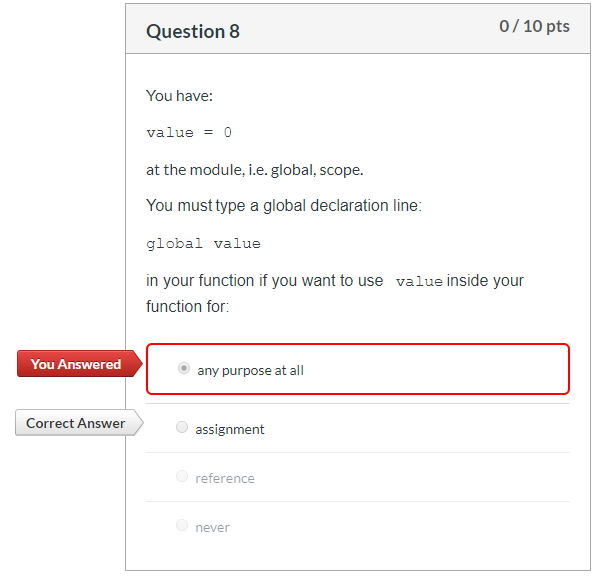 Question 8
0 / 10 pts
You have:
value = 0
at the module, i.e. global, scope.
You must type a global declaration line:
global value
in your function if you want to use value inside your
function for:
You Answered
any purpose at all
Correct Answer
assignment
reference
never